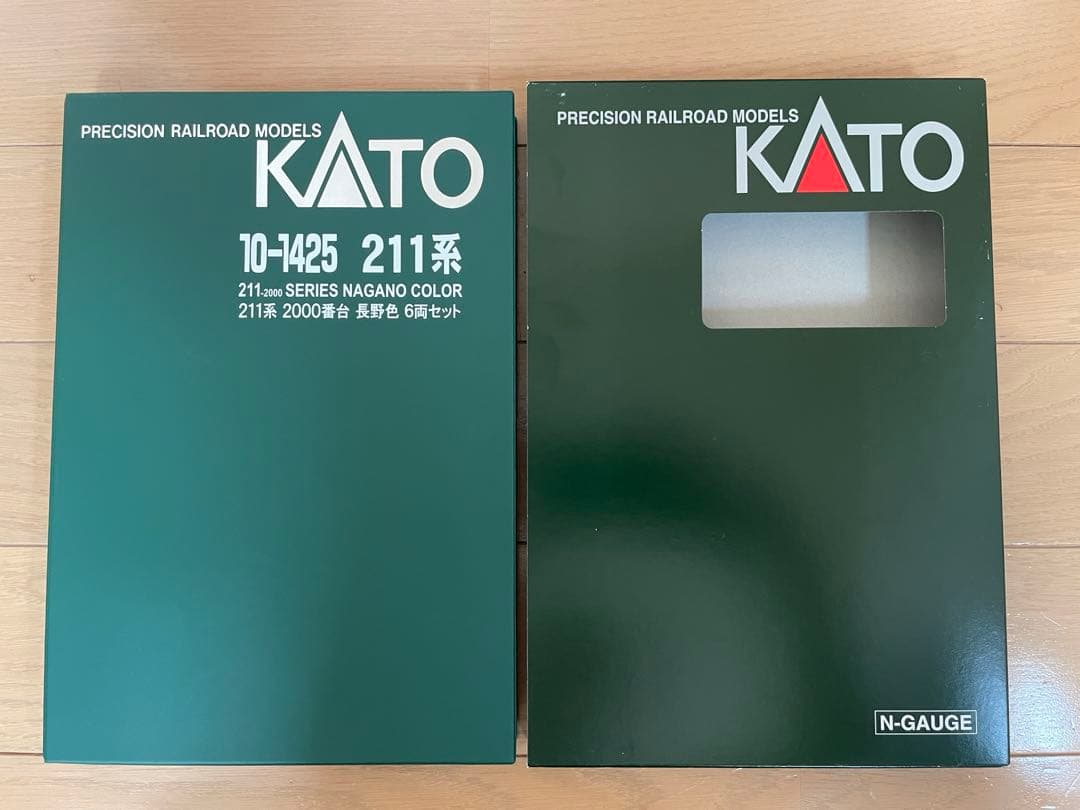 PRECISION RAILROAD MODELS
KATO
10-1425 211系
211-2000 SERIES NAGANO COLOR
211系 2000番台 長野色 6両セット
PRECISION RAILROAD MODELS
KATO
N-GAUGE